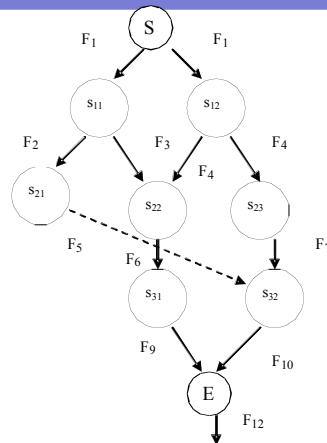 S
F₁ F₁
s₁₁ s₁₂
F₂ F₃ F₄ F₄
s₂₁ s₂₂ s₂₃
F₅ F₆
s₃₁ s₃₂
F₉ F₁₀
E
F₁₂